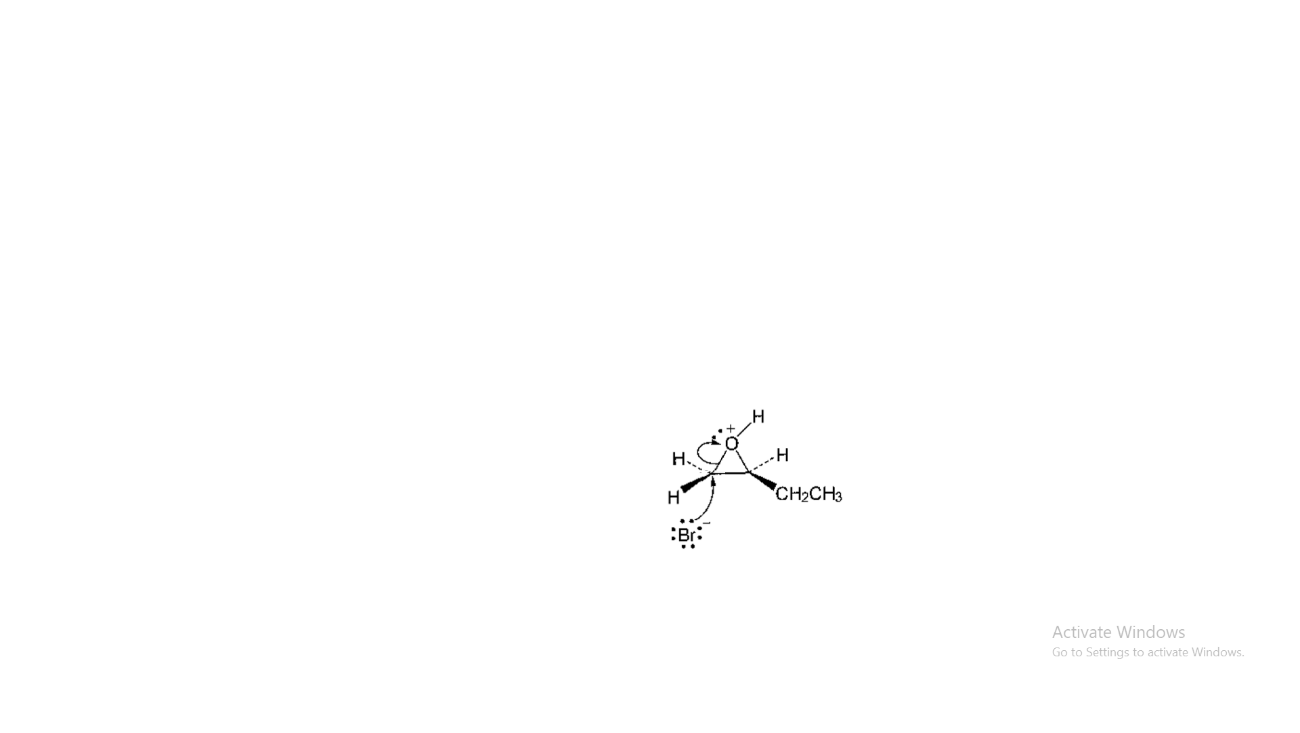 H
+
O
H
H
H
CH₂CH₃
:Br:⁻
Activate Windows
Go to Settings to activate Windows.